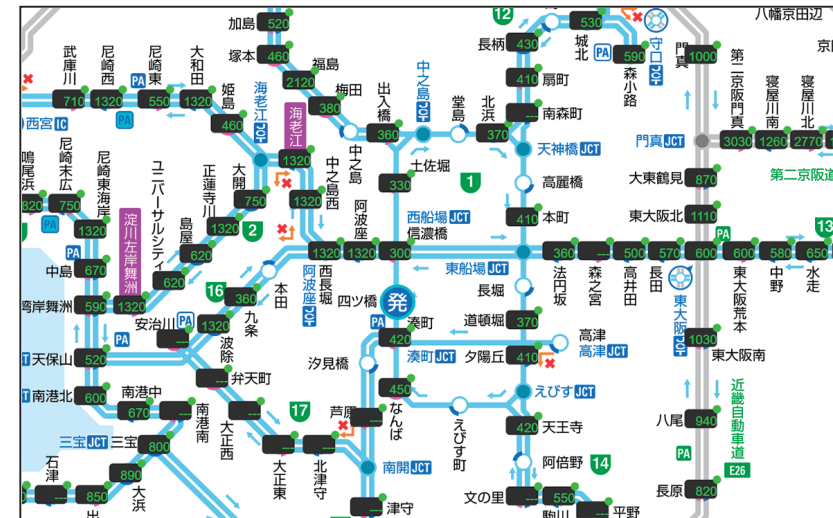 加島 520
12
530
八幡京田辺
塚本 460
長柄 430
城北
PA
590
守口
JCT
門真 1000
森小路
福島
2120
梅田
380
中之島
JCT
出入橋
360
堂島
北浜
370
410 扇町
南森町
天神橋JCT
門真JCT
第二京阪門真
3030
寝屋川南
1260
寝屋川北
2770
第二京阪道
武庫川
710
尼崎西
1320
尼崎東
550
PA
大和田
1320
姫島
460
海老江
JCT
海老江
1320
PA
西宮IC
中之島
土佐堀
330
1
高麗橋
大東鶴見 870
鳴尾浜
820
尼崎末広
750
PA
尼崎東海岸
1320
ユニバーサルシティ
620
正蓮寺川
1320
大開
750
中之島西
1320
阿波座
1320
西船場JCT
信濃橋
300
410 本町
東大阪北 1110
PA
13
淀川左岸舞洲
1320
島屋
620
2
16
阿波座
JCT
西長堀
1320
東船場JCT
360
法円坂
森之宮
500
高井田
570
長田
600
600
東大阪荒本
580
中野
650
水走
PA
中島 670
湾岸舞洲 590
本田
360
九条
四ツ橋
発
長堀
東大阪
JCT
安治川
PA
1320
波除
PA
湊町
420
道頓堀 370
高津
高津JCT
1030
東大阪南
PA
天保山 520
汐見橋
湊町JCT
夕陽丘 410
弁天町
南港北 600
南港中
670
南港南
大正西
17
芦原
450
なんば
えびす町
えびすJCT
八尾 940
近畿自動車道
三宝JCT
三宝
800
大正東
北津守
南開JCT
420 天王寺
PA
E26
石津
850
890
大浜
阿倍野
14
津守
文の里
550
駒川
平野
長原 820